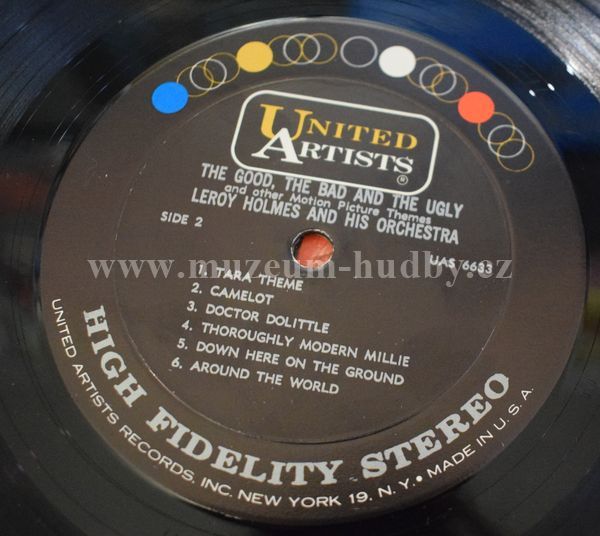 UNITED
ARTISTS
®
THE GOOD, THE BAD AND THE UGLY
and other Motion Picture Themes
LEROY HOLMES AND HIS ORCHESTRA
SIDE 2
UAS 6633
www.muzeum-hudby.cz
1. TARA THEME
2. CAMELOT
3. DOCTOR DOLITTLE
4. THOROUGHLY MODERN MILLIE
5. DOWN HERE ON THE GROUND
6. AROUND THE WORLD
HIGH FIDELITY STEREO
UNITED ARTISTS RECORDS, INC. NEW YORK 19, N. Y. • MADE IN U. S. A.